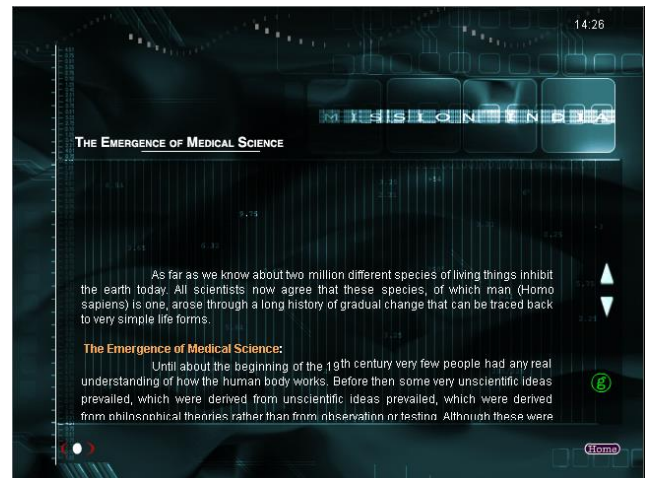 14:26
MISSION INDIA
THE EMERGENCE OF MEDICAL SCIENCE
9.75
As far as we know about two million different species of living things inhibit
the earth today. All scientists now agree that these species, of which man (Homo
sapiens) is one, arose through a long history of gradual change that can be traced back
to very simple life forms.
The Emergence of Medical Science:
Until about the beginning of the 19th century very few people had any real
understanding of how the human body works. Before then some very unscientific ideas
prevailed, which were derived from unscientific ideas prevailed, which were derived
from philosophical theories rather than from observation or testing. Although these were
g
Home